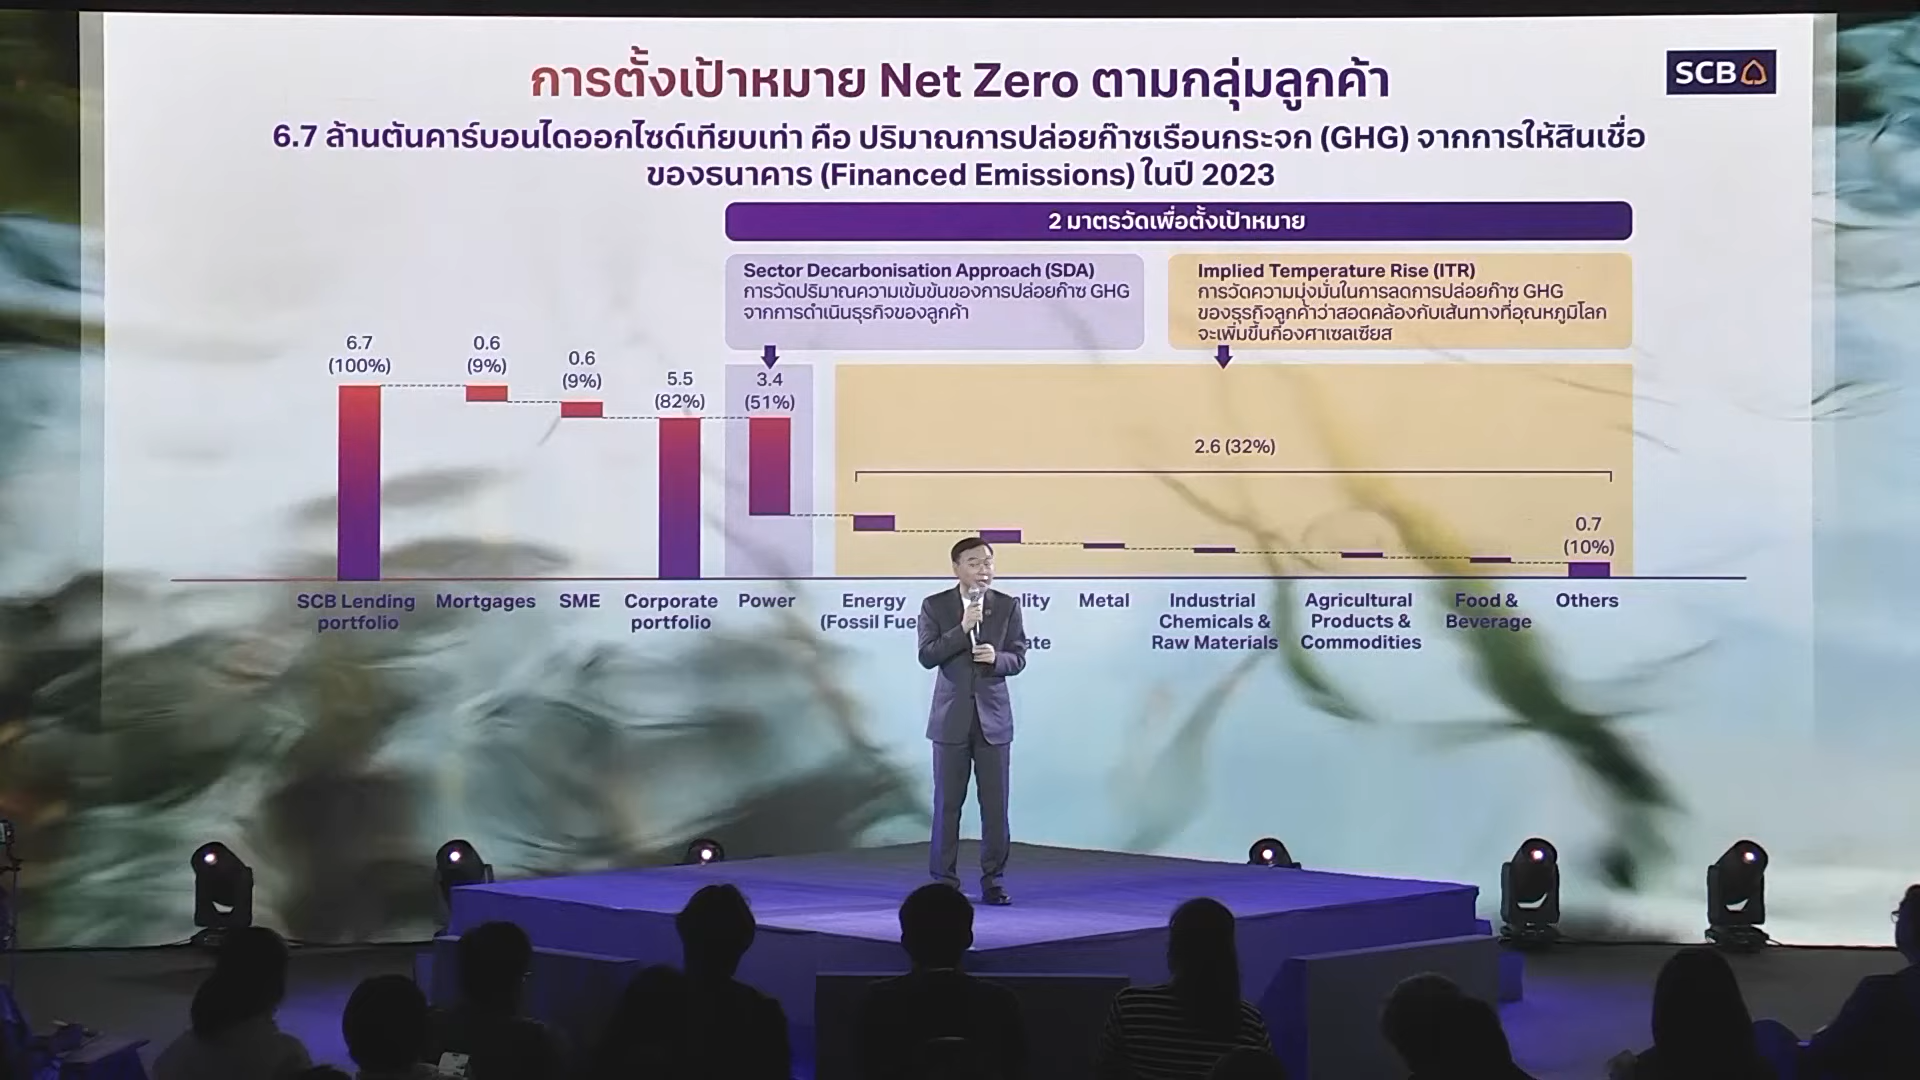 การตั้งเป้าหมาย Net Zero ตามกลุ่มลูกค้า
SCB
6.7 ล้านตันคาร์บอนไดออกไซด์เทียบเท่า คือ ปริมาณการปล่อยก๊าซเรือนกระจก (GHG) จากการให้สินเชื่อ
ของธนาคาร (Financed Emissions) ในปี 2023
2 มาตรวัดเพื่อตั้งเป้าหมาย
Sector Decarbonisation Approach (SDA)
การวัดปริมาณความเข้มข้นของการปล่อยก๊าซ GHG
จากการดำเนินธุรกิจของลูกค้า
Implied Temperature Rise (ITR)
การวัดความมุ่งมั่นในการลดการปล่อยก๊าซ GHG
ของธุรกิจลูกค้าว่าสอดคล้องกับเส้นทางที่อุณหภูมิโลก
จะเพิ่มขึ้นกี่องศาเซลเซียส
6.7
(100%)
0.6
(9%)
0.6
(9%)
5.5
(82%)
3.4
(51%)
2.6 (32%)
0.7
(10%)
SCB Lending
portfolio
Mortgages
SME
Corporate
portfolio
Power
Energy
(Fossil
Metal
Industrial
Chemicals &
Raw Materials
Agricultural
Products &
Commodities
Food &
Beverage
Others